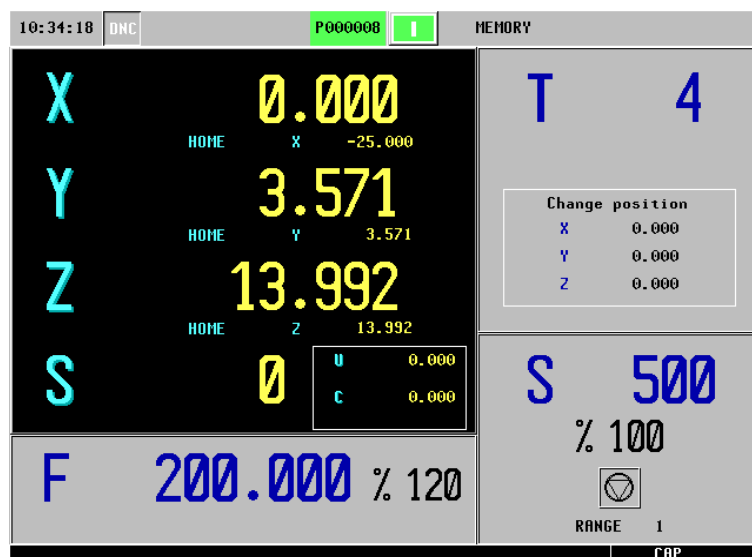 10:34:18 DNC P000008 MEMORY
X 0.000
HOME X -25.000
Y 3.571
HOME Y 3.571
Z 13.992
HOME Z 13.992
S 0
U 0.000
C 0.000
F 200.000 % 120
T 4
Change position
X 0.000
Y 0.000
Z 0.000
S 500
% 100
RANGE 1
CAP